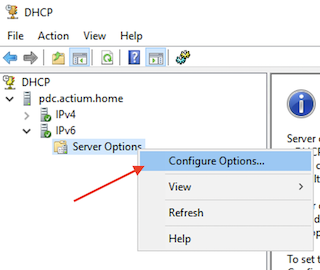 DHCP
File Action View Help
DHCP
pdc.actium.home
IPv4
IPv6
Server Options
Configure Options...
View
Refresh
Help
Server o
To set